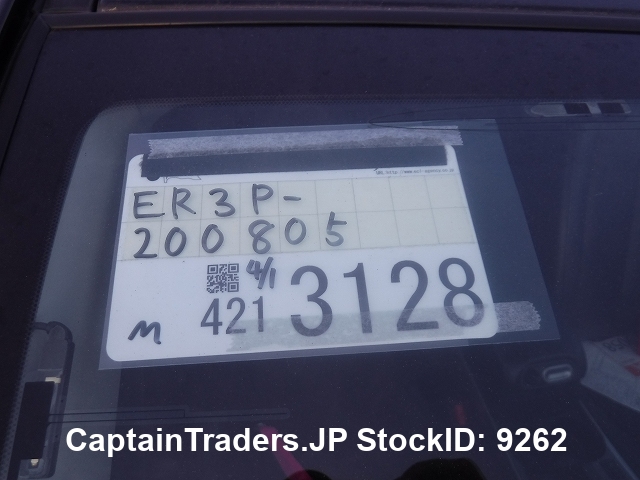 ER3P-
200805
4/1
M 421 3128
CaptainTraders.JP StockID: 9262